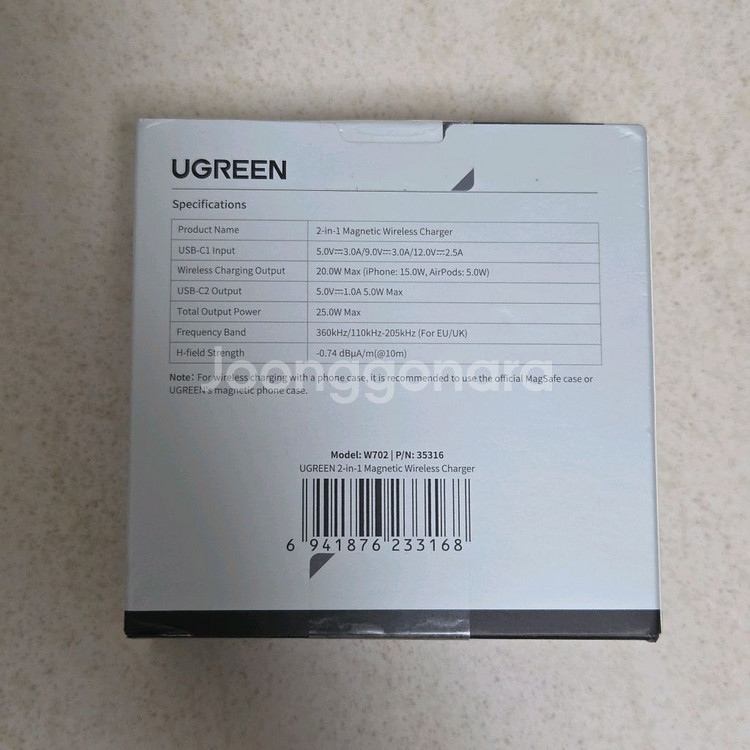 UGREEN
Specifications
Product Name 2-in-1 Magnetic Wireless Charger
USB-C1 Input 5.0V⎓3.0A/9.0V⎓3.0A/12.0V⎓2.5A
Wireless Charging Output 20.0W Max (iPhone: 15.0W, AirPods: 5.0W)
USB-C2 Output 5.0V⎓1.0A 5.0W Max
Total Output Power 25.0W Max
Frequency Band 360kHz/110kHz-205kHz (For EU/UK)
H-field Strength -0.74 dBμA/m(@10m)
Joonggonara
Note: For wireless charging with a phone case, it is recommended to use the official MagSafe case or
UGREEN's magnetic phone case.
Model: W702 | P/N: 35316
UGREEN 2-in-1 Magnetic Wireless Charger
6 941876 233168